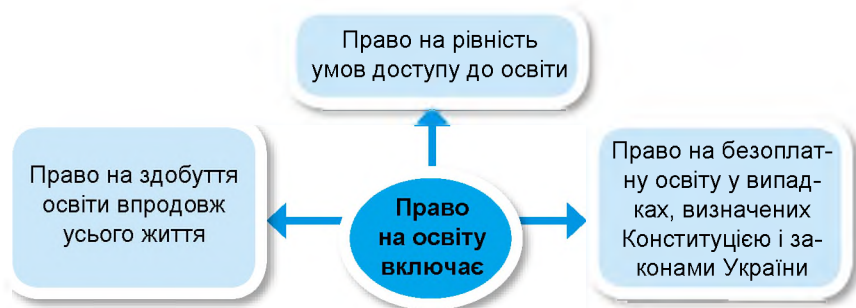 Право на рівність
умов доступу до освіти
Право на здобуття
освіти впродовж
усього життя
Право
на освіту
включає
Право на безоплат-
ну освіту у випад-
ках, визначених
Конституцією і за-
конами України